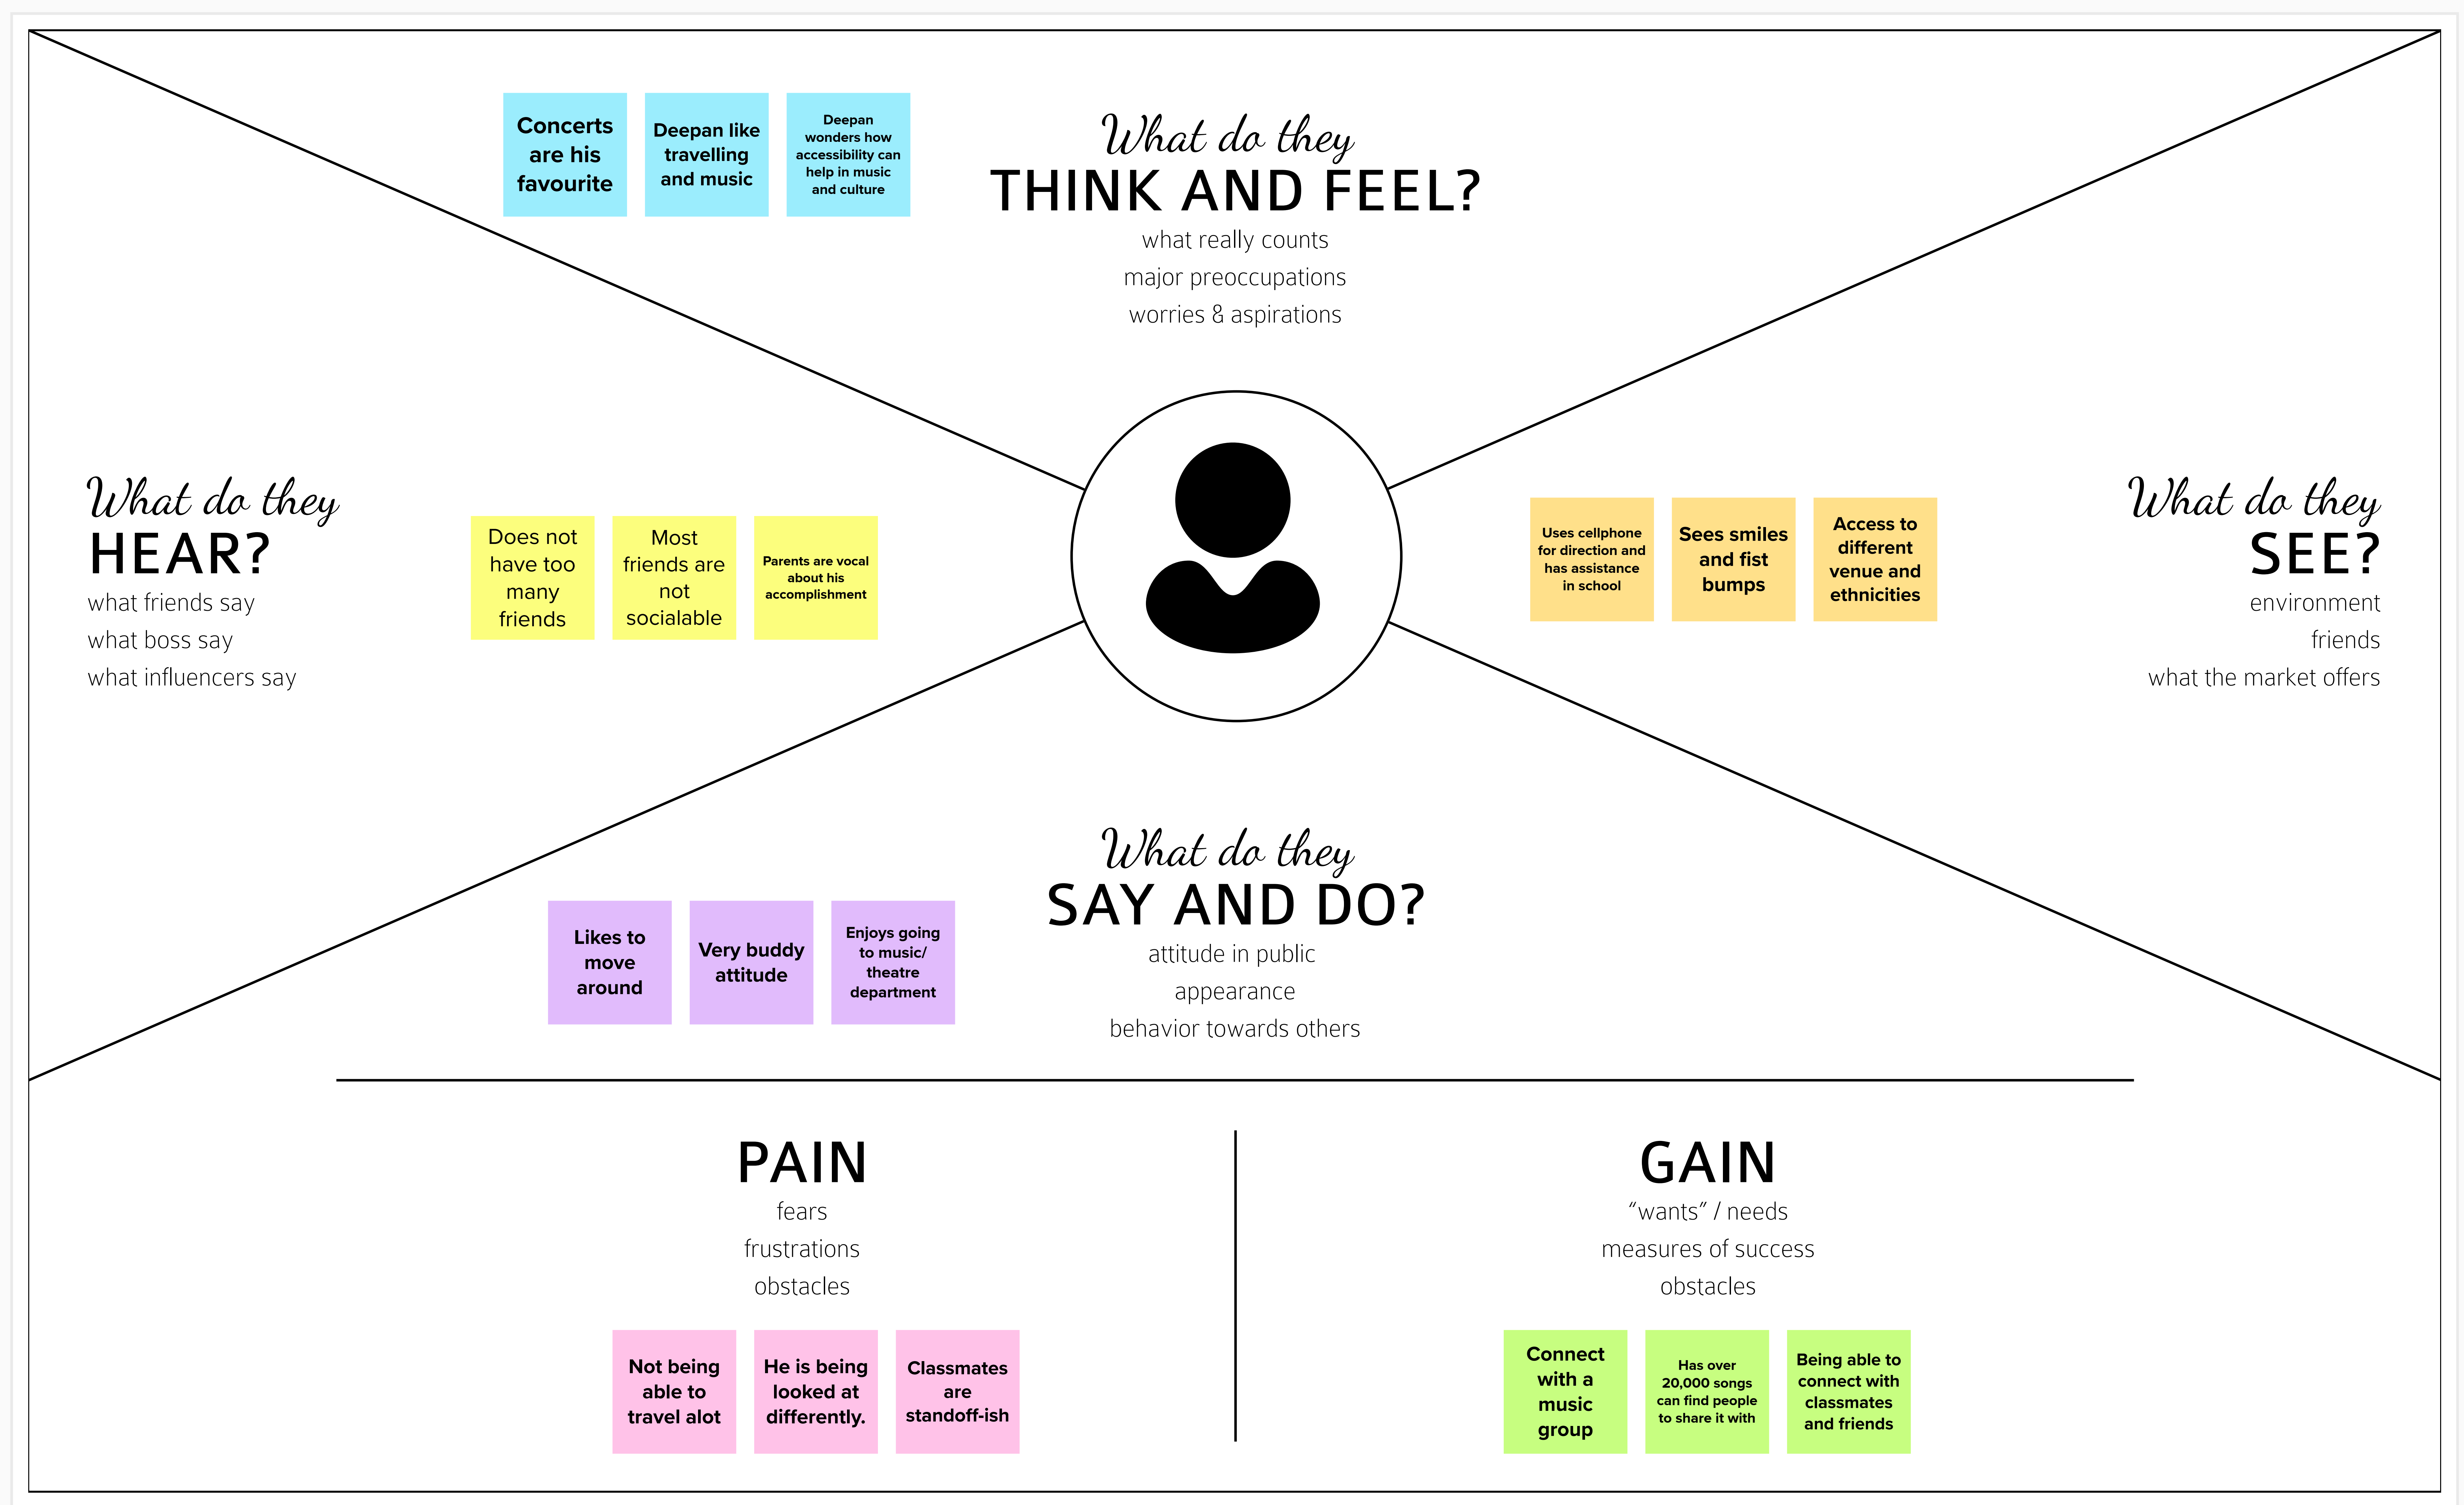 Concerts
are his
favourite
Deepan like
travelling
and music
Deepan
wonders how
accessibility can
help in music
and culture
What do they
THINK AND FEEL?
what really counts
major preoccupations
worries & aspirations
What do they
HEAR?
what friends say
what boss say
what influencers say
Does not
have too
many
friends
Most
friends are
not
socialable
Parents are vocal
about his
accomplishment
Uses cellphone
for direction and
has assistance
in school
Sees smiles
and fist
bumps
Access to
different
venue and
ethnicities
What do they
SEE?
environment
friends
what the market offers
What do they
SAY AND DO?
attitude in public
appearance
behavior towards others
Likes to
move
around
Very buddy
attitude
Enjoys going
to music/
theatre
department
PAIN
fears
frustrations
obstacles
Not being
able to
travel alot
He is being
looked at
differently.
Classmates
are
standoff-ish
GAIN
“wants” / needs
measures of success
obstacles
Connect
with a
music
group
Has over
20,000 songs
can find people
to share it with
Being able to
connect with
classmates
and friends